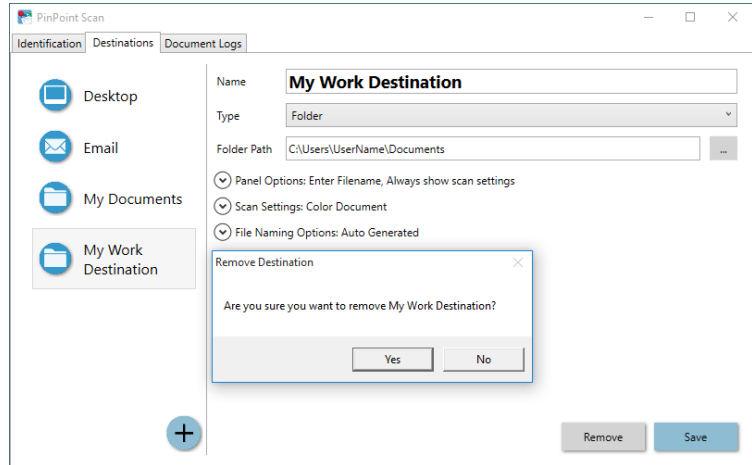 PinPoint Scan
Identification Destinations Document Logs
Desktop
Email
My Documents
My Work
Destination
Name My Work Destination
Type Folder
Folder Path C:\Users\UserName\Documents ...
Panel Options: Enter Filename, Always show scan settings
Scan Settings: Color Document
File Naming Options: Auto Generated
Remove Destination
Are you sure you want to remove My Work Destination?
Yes No
Remove Save